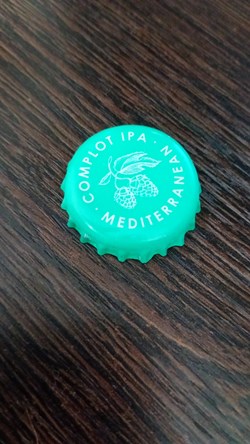 COMPLOT IPA · MEDITERRANEAN ·